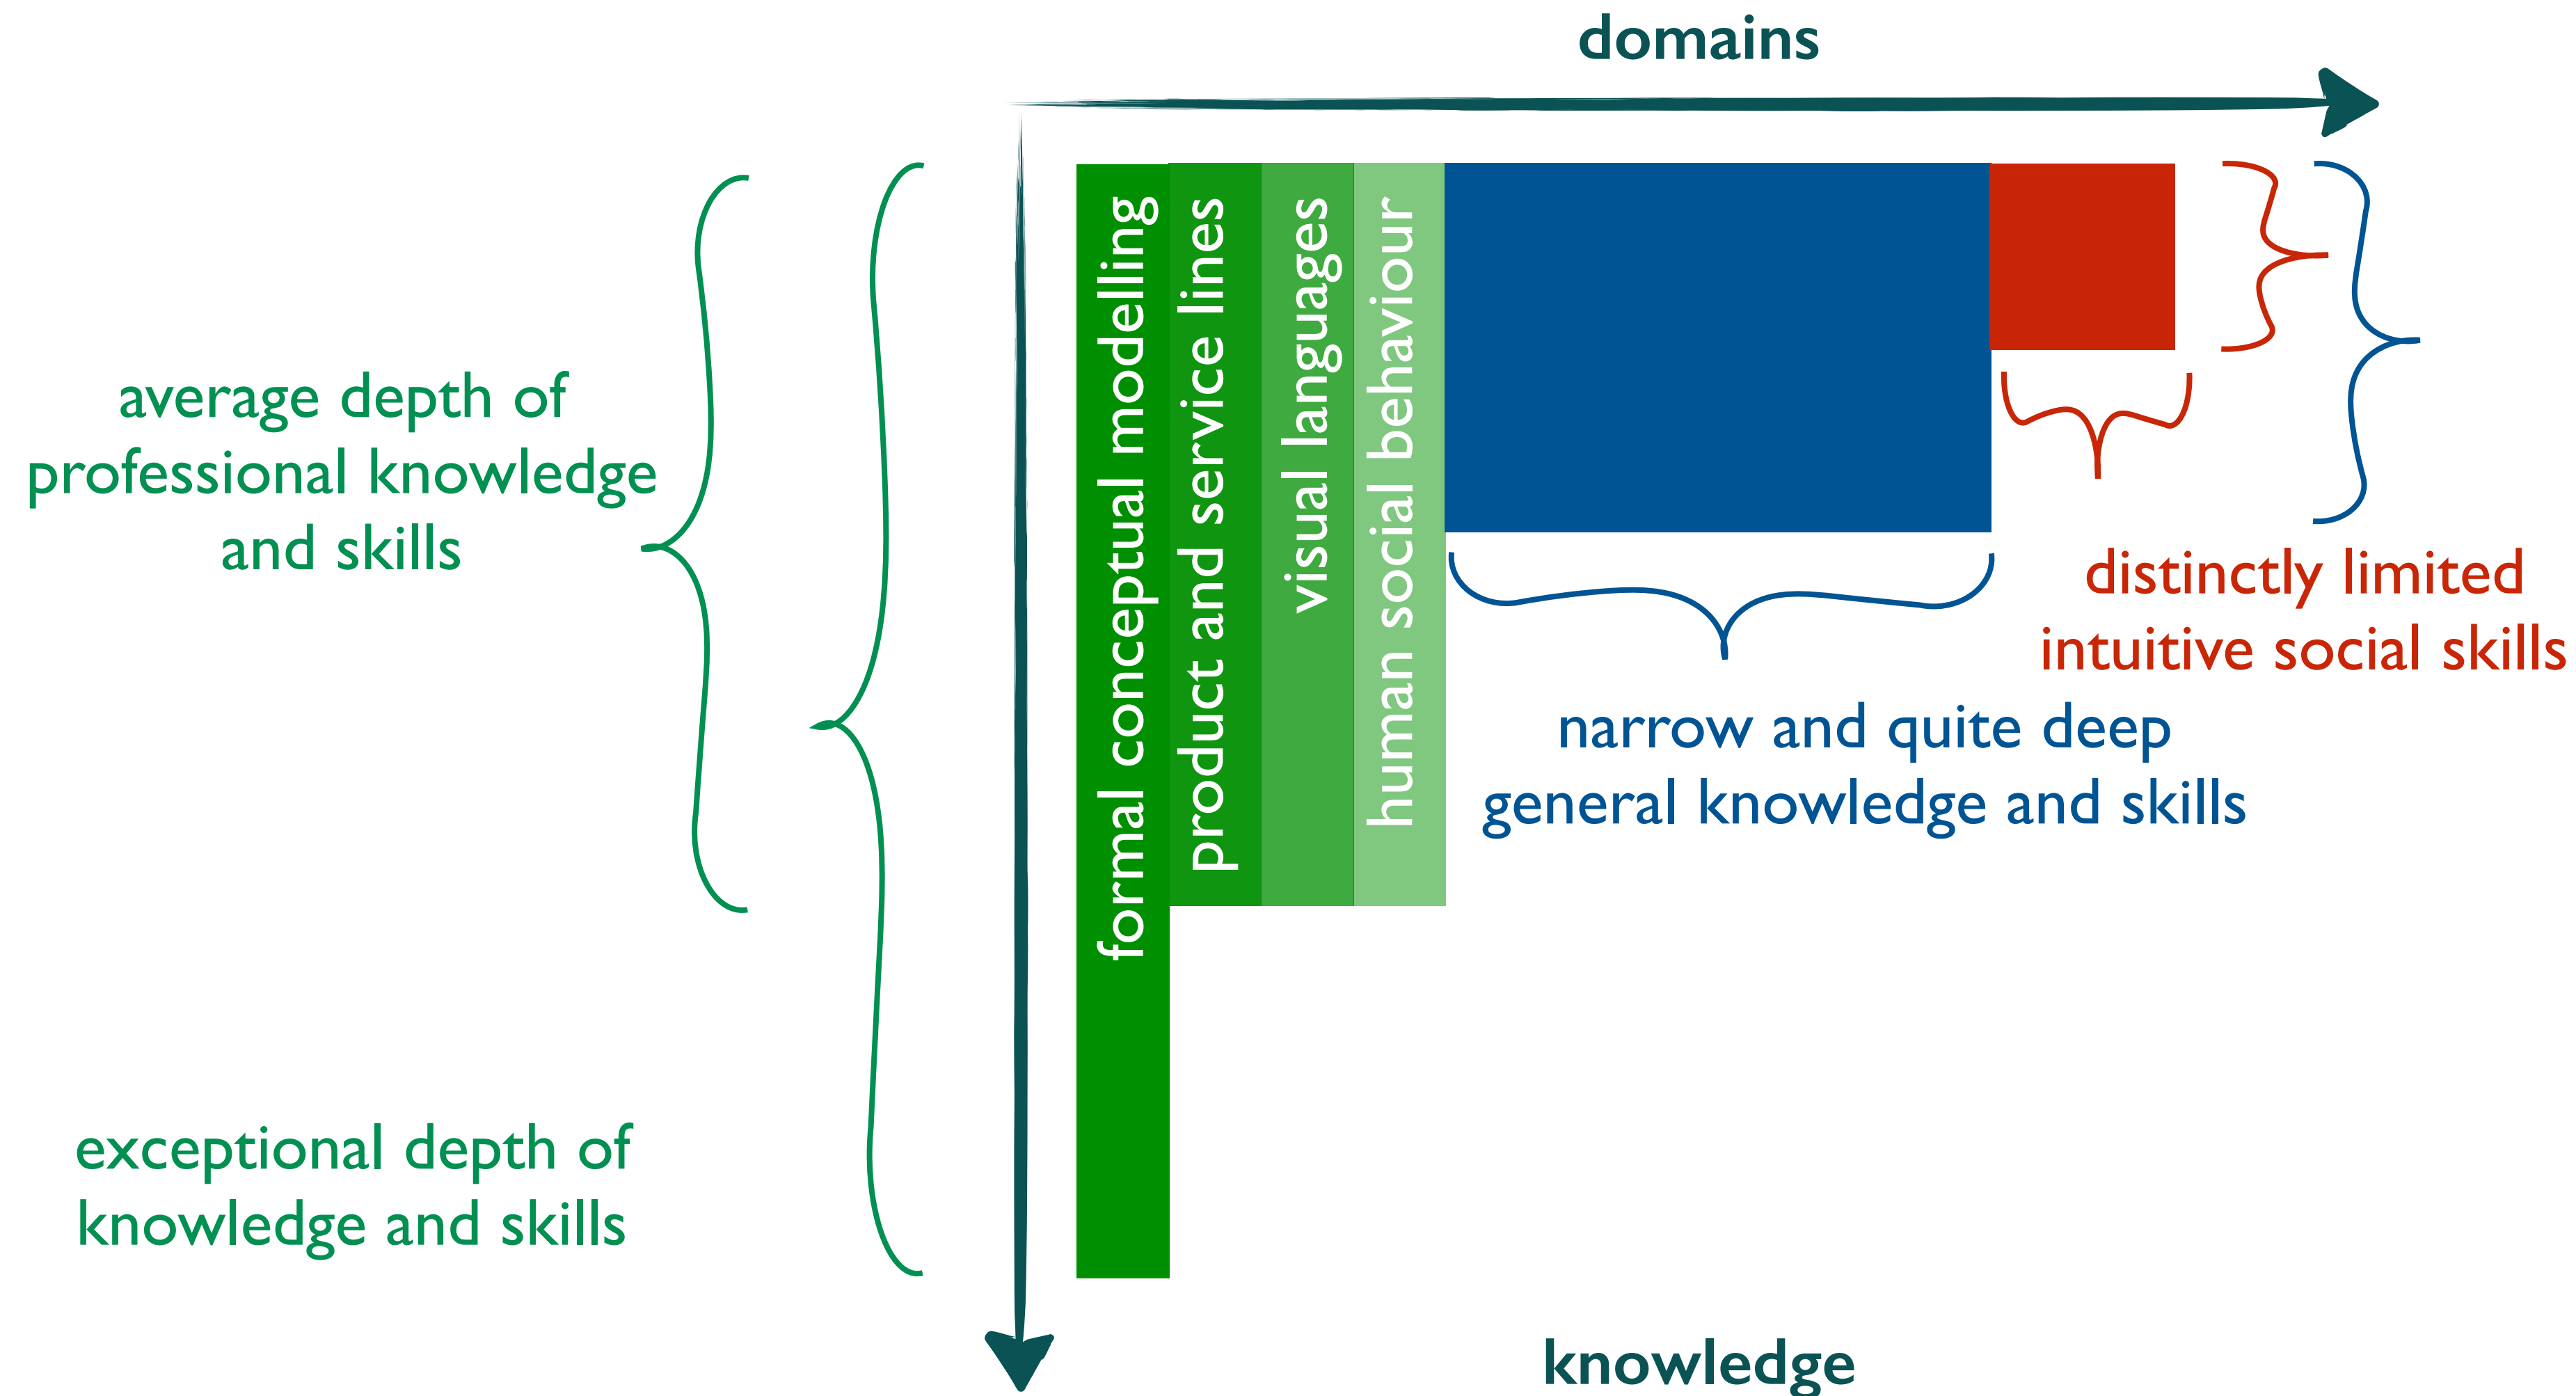 domains
formal conceptual modelling
product and service lines
visual languages
human social behaviour
average depth of
professional knowledge
and skills
distinctly limited
intuitive social skills
narrow and quite deep
general knowledge and skills
exceptional depth of
knowledge and skills
knowledge